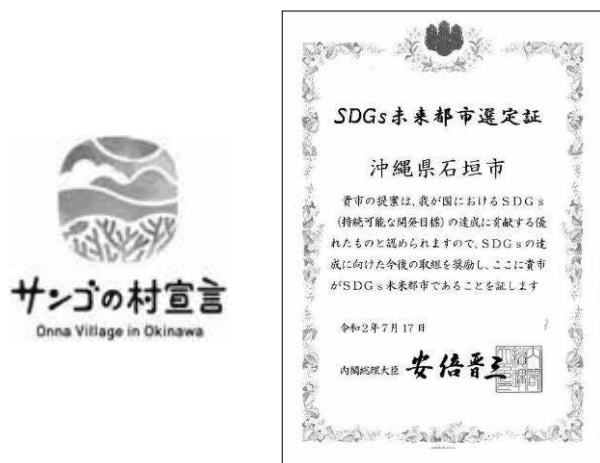 サンゴの村宣言
Onna Village in Okinawa
SDGs未来都市選定証
沖縄県石垣市
貴市の提案は、我が国におけるSDGs
(持続可能な開発目標)の達成に貢献する優
れたものと認められますので、SDGsの達
成に向けた今後の取組を奨励し、ここに貴市
がSDGs未来都市であることを証します
令和2年7月17日
内閣総理大臣 安倍晋三